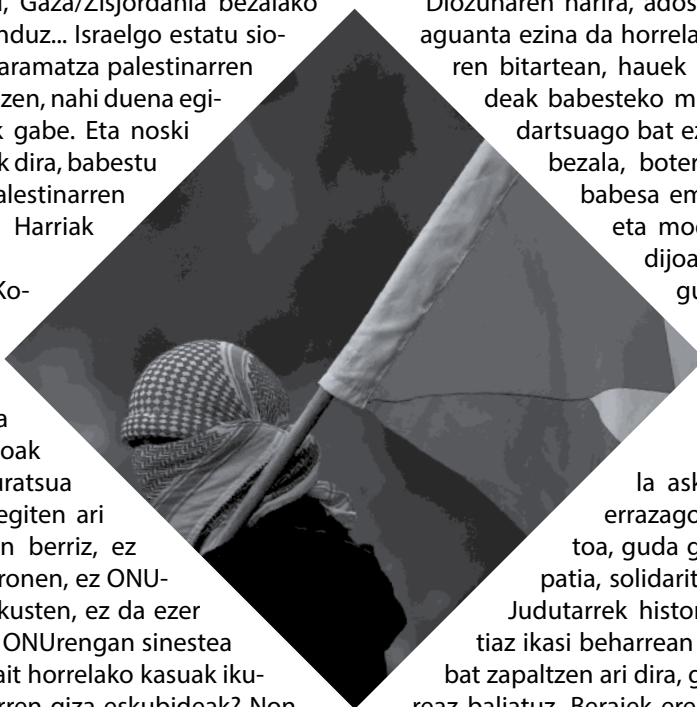 Gaza/Zisjordania bezalako
nduz... Israelgo estatu sio-
aramatza palestinarren
tzen, nahi duena egi-
k gabe. Eta noski
k dira, babestu
alestinarren
Harriak
Ko-
a
oak
uratsua
egiten ari
n berriz, ez
ronen, ez ONU-
kusten, ez da ezer
ONUrengan sinestea
ait horrelako kasuak iku-
rren giza eskubideak? Non
Diozunaren harira, ados
aguanta ezina da horrela
ren bitartean, hauek
deak babesteko m
dartsuago bat ez
bezala, boter
babesa em
eta mod
dijoa
gu
la ask
errazago
toa, guda g
patia, solidarit
Judutarrek histor
tiaz ikasi beharrean
bat zapaltzen ari dira, g
reaz baliatuz. Beraiek ere